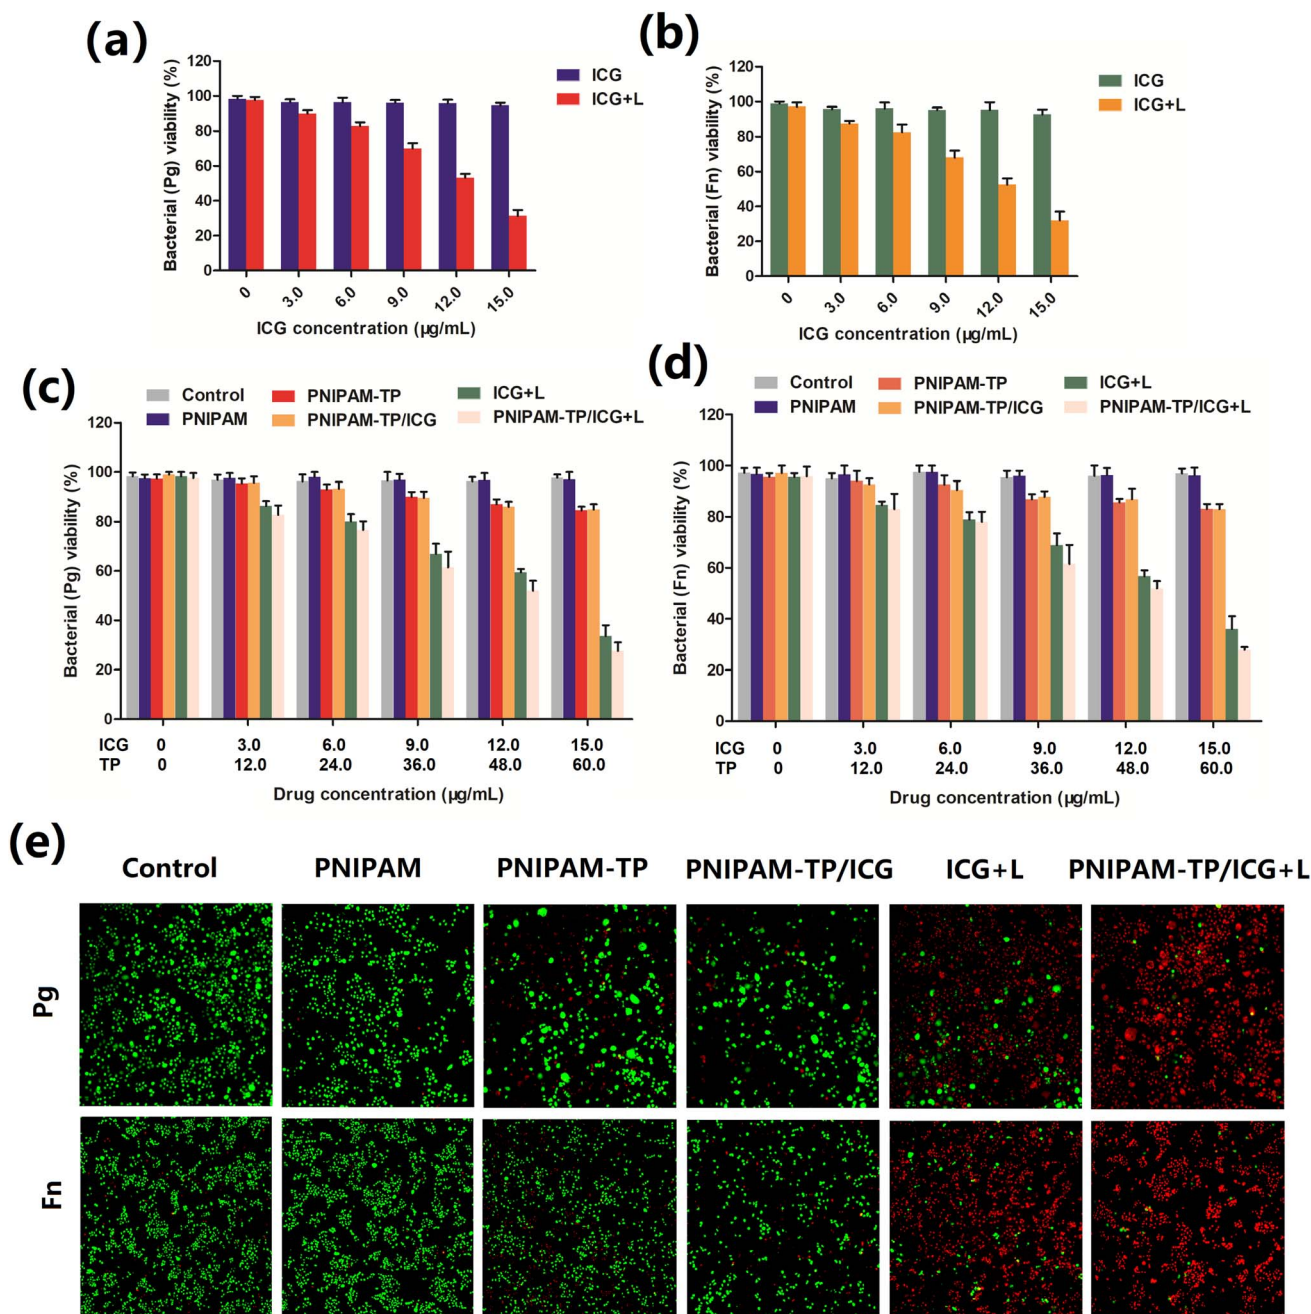 (a)
120
100
80
60
40
20
0
Bacterial (Pg) viability (%)
ICG
ICG+L
0 3.0 6.0 9.0 12.0 15.0
ICG concentration (µg/mL)
(b)
120
100
80
60
40
20
0
Bacterial (Fn) viability (%)
ICG
ICG+L
0 3.0 6.0 9.0 12.0 15.0
ICG concentration (µg/mL)
(c)
Control PNIPAM-TP ICG+L
PNIPAM PNIPAM-TP/ICG PNIPAM-TP/ICG+L
120
100
80
60
40
20
0
Bacterial (Pg) viability (%)
ICG 0 3.0 6.0 9.0 12.0 15.0
TP 0 12.0 24.0 36.0 48.0 60.0
Drug concentration (µg/mL)
(d)
Control PNIPAM-TP ICG+L
PNIPAM PNIPAM-TP/ICG PNIPAM-TP/ICG+L
120
100
80
60
40
20
0
Bacterial (Fn) viability (%)
ICG 0 3.0 6.0 9.0 12.0 15.0
TP 0 12.0 24.0 36.0 48.0 60.0
Drug concentration (µg/mL)
(e)
Control PNIPAM PNIPAM-TP PNIPAM-TP/ICG ICG+L PNIPAM-TP/ICG+L
Pg
Fn